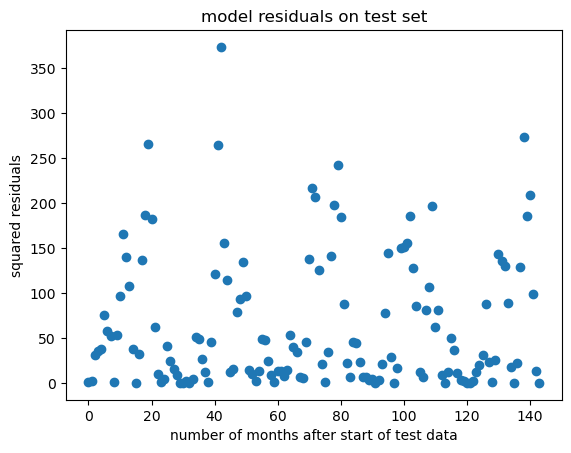 model residuals on test set
350
300
250
200
150
100
50
0
squared residuals
0 20 40 60 80 100 120 140
number of months after start of test data